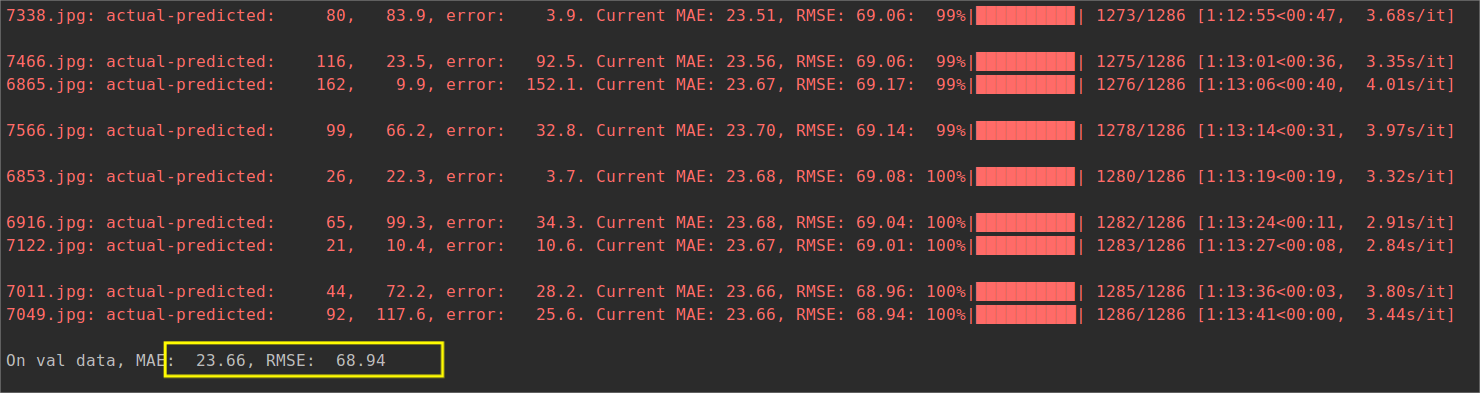 7338.jpg: actual-predicted:     80,   83.9, error:    3.9. Current MAE: 23.51, RMSE: 69.06:  99%|██████████| 1273/1286 [1:12:55<00:47,  3.68s/it]
7466.jpg: actual-predicted:    116,   23.5, error:   92.5. Current MAE: 23.56, RMSE: 69.06:  99%|██████████| 1275/1286 [1:13:01<00:36,  3.35s/it]
6865.jpg: actual-predicted:    162,    9.9, error:  152.1. Current MAE: 23.67, RMSE: 69.17:  99%|██████████| 1276/1286 [1:13:06<00:40,  4.01s/it]
7566.jpg: actual-predicted:     99,   66.2, error:   32.8. Current MAE: 23.70, RMSE: 69.14:  99%|██████████| 1278/1286 [1:13:14<00:31,  3.97s/it]
6853.jpg: actual-predicted:     26,   22.3, error:    3.7. Current MAE: 23.68, RMSE: 69.08: 100%|██████████| 1280/1286 [1:13:19<00:19,  3.32s/it]
6916.jpg: actual-predicted:     65,   99.3, error:   34.3. Current MAE: 23.68, RMSE: 69.04: 100%|██████████| 1282/1286 [1:13:24<00:11,  2.91s/it]
7122.jpg: actual-predicted:     21,   10.4, error:   10.6. Current MAE: 23.67, RMSE: 69.01: 100%|██████████| 1283/1286 [1:13:27<00:08,  2.84s/it]
7011.jpg: actual-predicted:     44,   72.2, error:   28.2. Current MAE: 23.66, RMSE: 68.96: 100%|██████████| 1285/1286 [1:13:36<00:03,  3.80s/it]
7049.jpg: actual-predicted:     92,  117.6, error:   25.6. Current MAE: 23.66, RMSE: 68.94: 100%|██████████| 1286/1286 [1:13:41<00:00,  3.44s/it]
On val data, MAE:  23.66, RMSE:  68.94